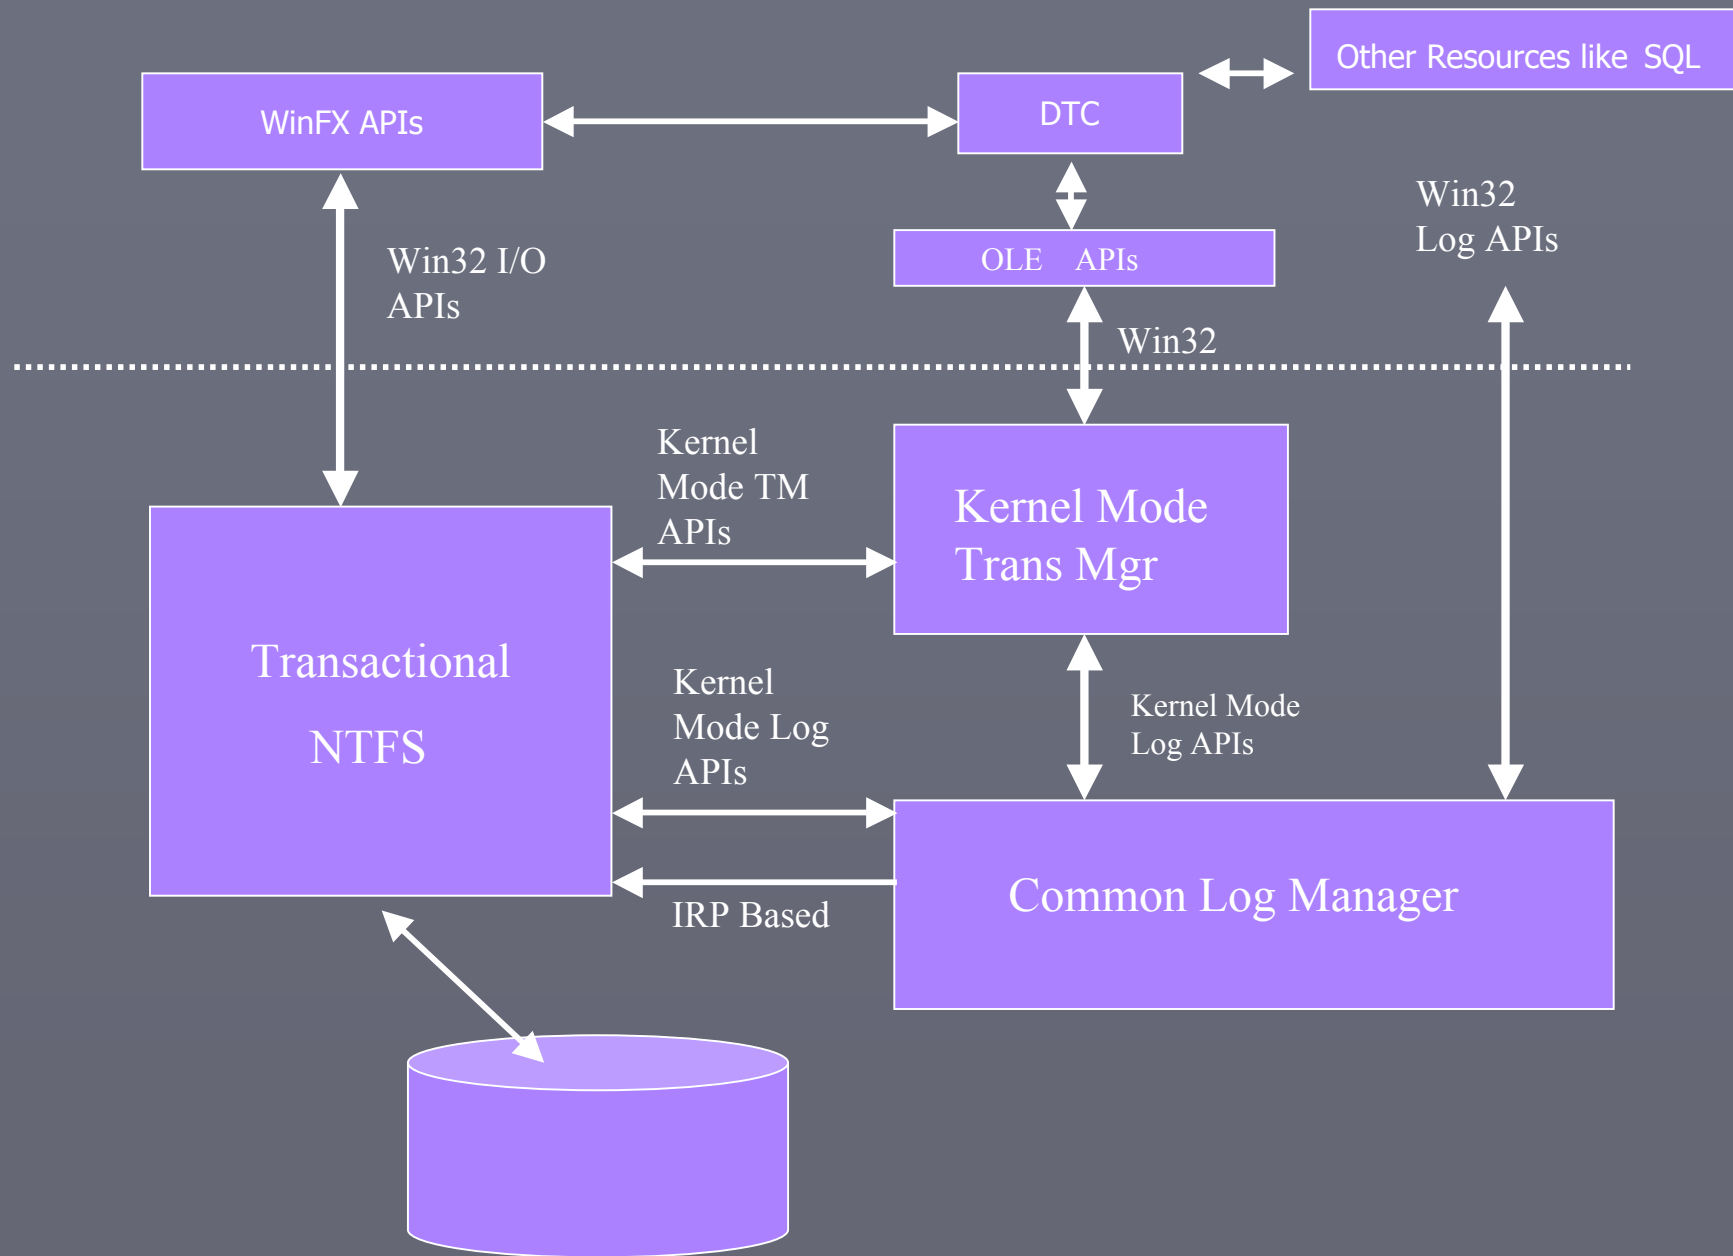 Other Resources like SQL
WinFX APIs
DTC
Win32
Log APIs
Win32 I/O
APIs
OLE APIs
Win32
Kernel
Mode TM
APIs
Kernel Mode
Trans Mgr
Transactional
NTFS
Kernel
Mode Log
APIs
Kernel Mode
Log APIs
IRP Based
Common Log Manager